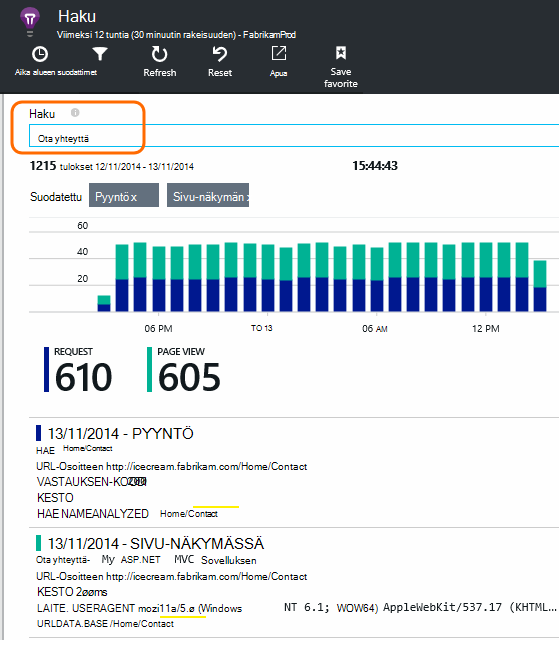 Haku
Viimeksi 12 tuntia (30 minuutin rakeisuuden) - FabrikamProd
Aika alueen suodattimet Refresh Reset Apua Save favorite
Haku
Ota yhteyttä
1215 tulokset 12/11/2014 - 13/11/2014 15:44:43
Suodatettu Pyyntö x Sivu-näkymän x
60
40
20
06 PM TO 13 06 AM 12 PM
REQUEST PAGE VIEW
610 605
13/11/2014 - PYYNTÖ
HAE Home/Contact
URL-Osoitteen http://icecream.fabrikam.com/Home/Contact
VASTAUKSEN-KOODI
KESTO
HAE NAMEANALYZED Home/Contact
13/11/2014 - SIVU-NÄKYMÄSSÄ
Ota yhteyttä- My ASP.NET MVC Sovelluksen
URL-Osoitteen http://icecream.fabrikam.com/Home/Contact
KESTO 2øøms
LAITE. USERAGENT mozi11a/5.ø (Windows NT 6.1; WOW64) AppleWebKit/537.17 (KHTML...
URLDATA.BASE /Home/Contact